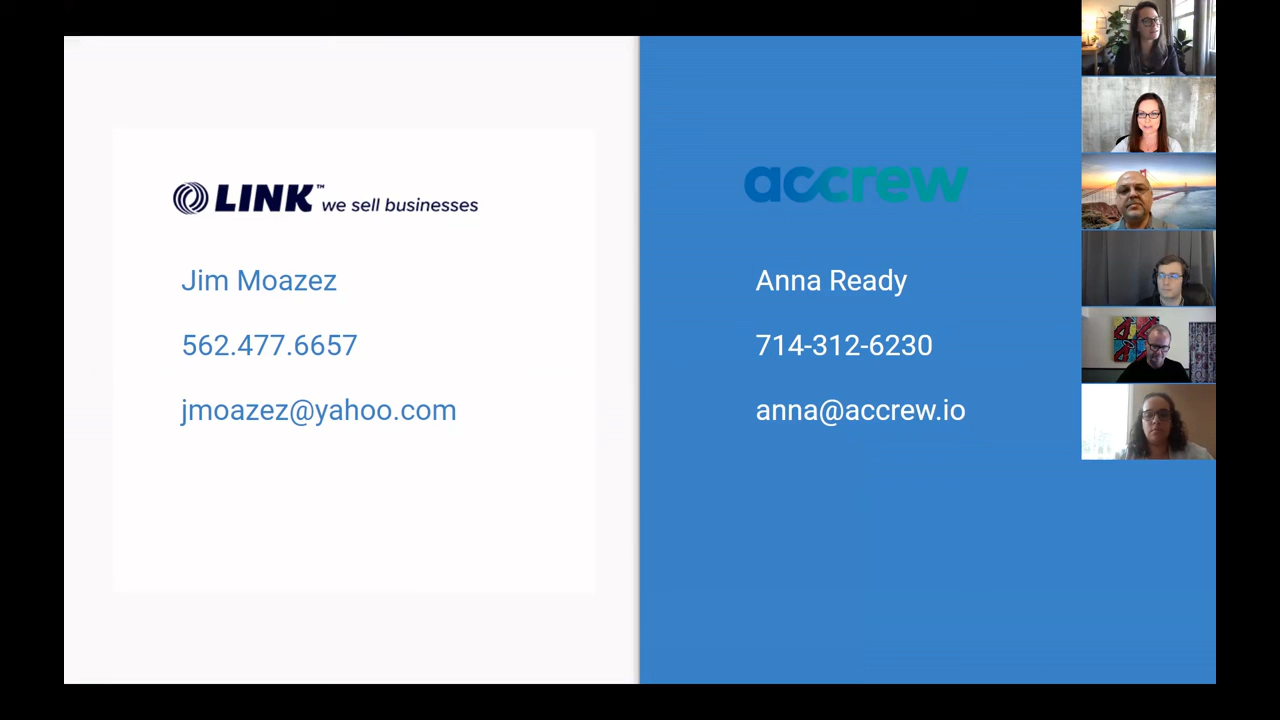 LINK™ we sell businesses
Jim Moazez
562.477.6657
jmoazez@yahoo.com
accrew
Anna Ready
714-312-6230
anna@accrew.io